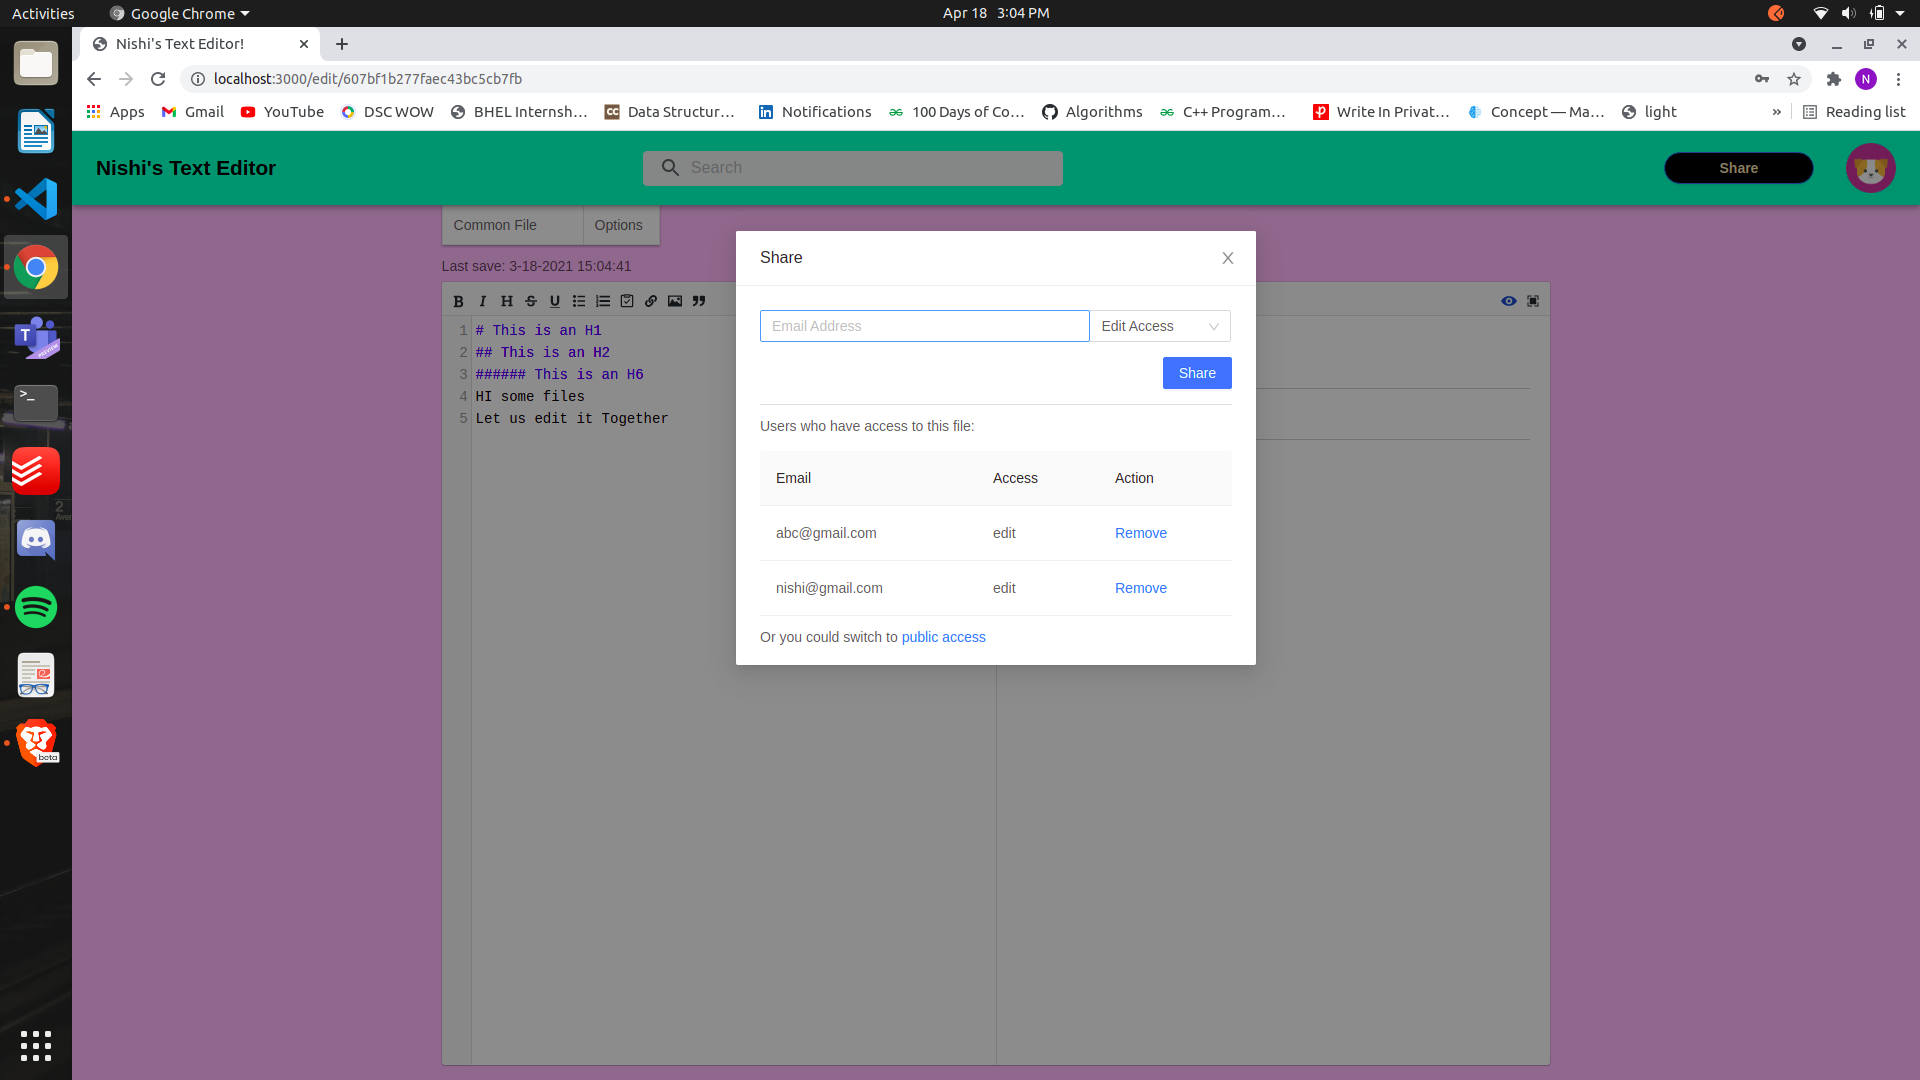 Activities Google Chrome Apr 18 3:04 PM
Nishi's Text Editor!
localhost:3000/edit/607bf1b277faec43bc5cb7fb N
Apps Gmail YouTube DSC WOW BHEL Internsh… CC Data Structur… in Notifications 100 Days of Co… Algorithms C++ Program… Write In Privat… Concept — Ma… light » Reading list
Nishi's Text Editor Search Share
Common File Options
Last save: 3-18-2021 15:04:41
B I H S U
1 # This is an H1
2 ## This is an H2
3 ###### This is an H6
4 HI some files
5 Let us edit it Together
Share
Email Address Edit Access
Share
Users who have access to this file:
Email Access Action
abc@gmail.com edit Remove
nishi@gmail.com edit Remove
Or you could switch to public access
T
PREVIEW
>_
beta